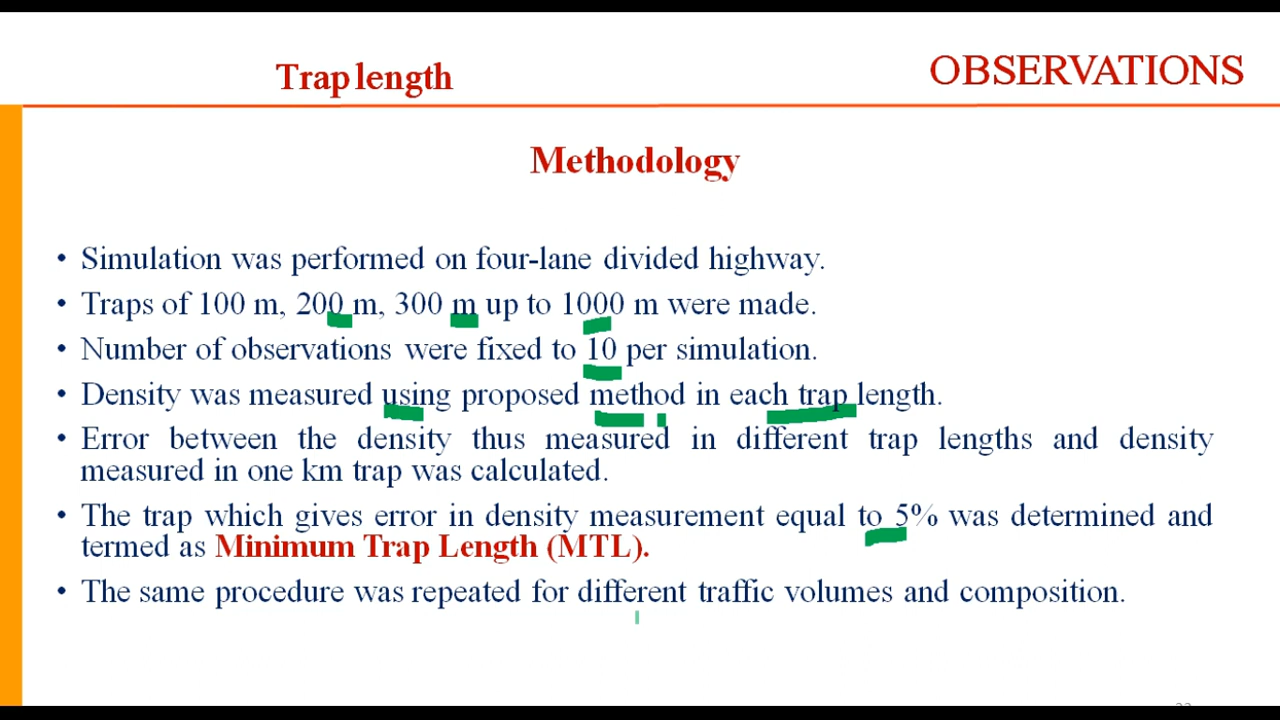 Trap length
OBSERVATIONS
Methodology
• Simulation was performed on four-lane divided highway.
• Traps of 100 m, 200 m, 300 m up to 1000 m were made.
• Number of observations were fixed to 10 per simulation.
• Density was measured using proposed method in each trap length.
• Error between the density thus measured in different trap lengths and density
measured in one km trap was calculated.
• The trap which gives error in density measurement equal to 5% was determined and
termed as Minimum Trap Length (MTL).
• The same procedure was repeated for different traffic volumes and composition.